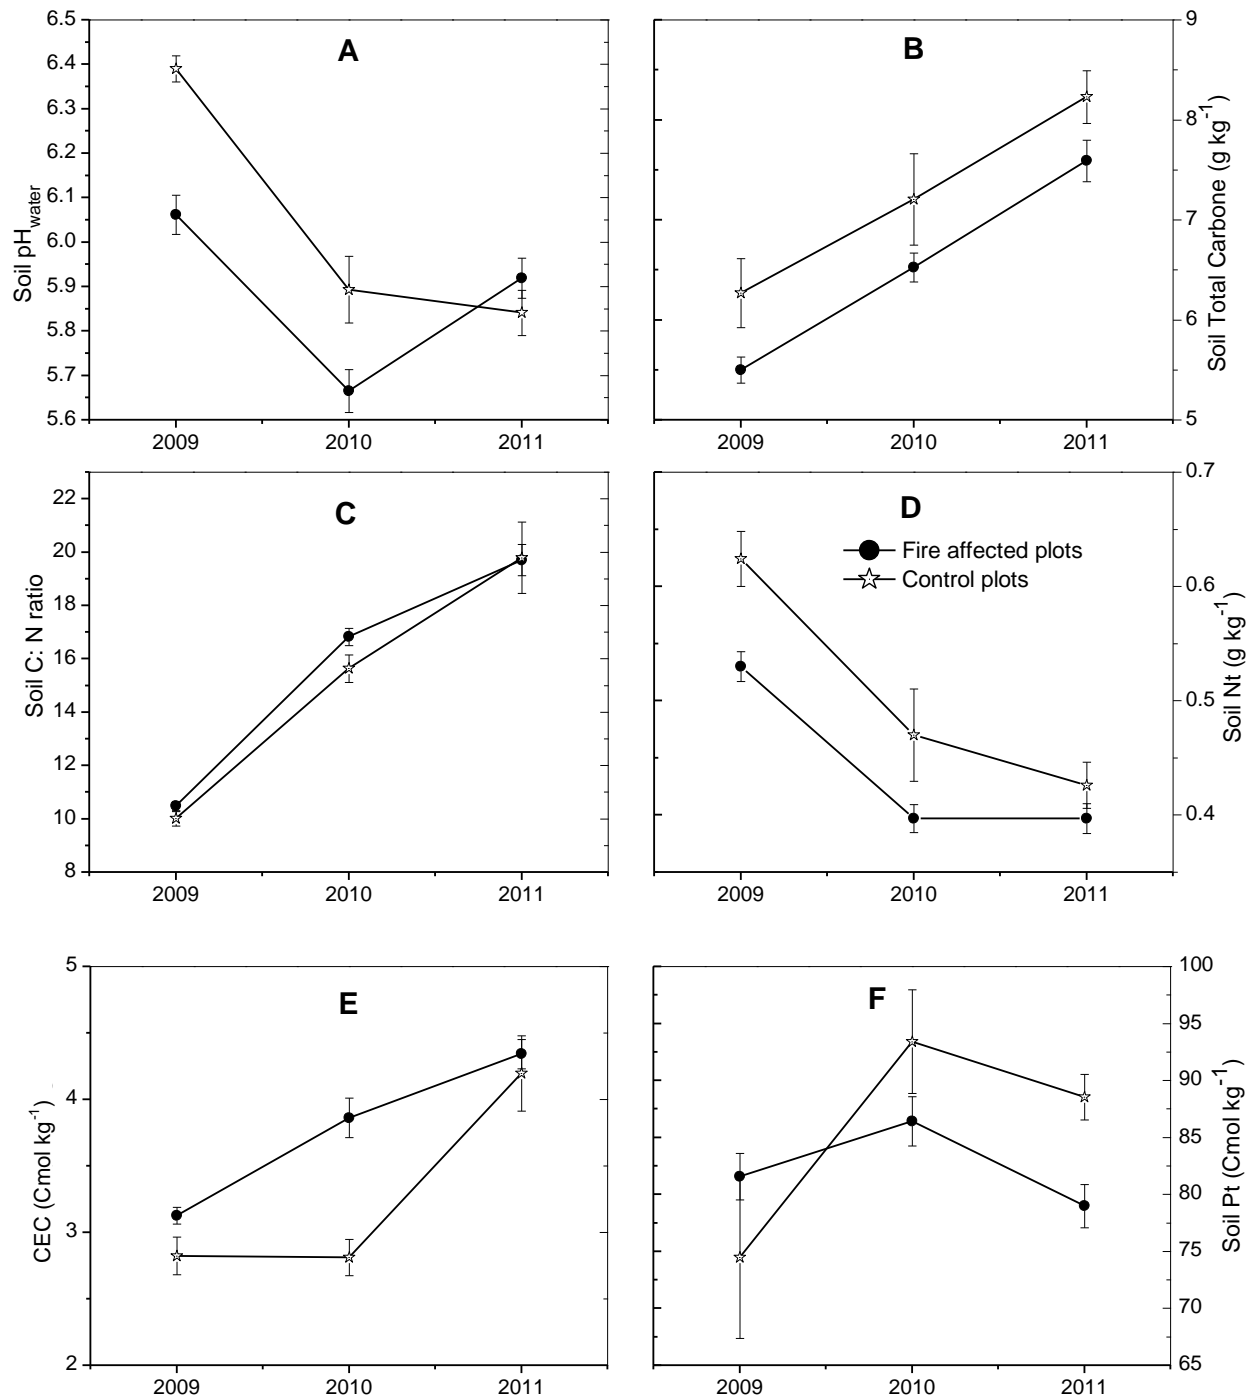 A
6.5
6.4
6.3
6.2
6.1
6.0
5.9
5.8
5.7
5.6
Soil pHwater
2009 2010 2011
B
9
8
7
6
5
Soil Total Carbone (g kg-1)
2009 2010 2011
C
22
20
18
16
14
12
10
8
Soil C: N ratio
2009 2010 2011
D
Fire affected plots
Control plots
0.7
0.6
0.5
0.4
Soil Nt (g kg-1)
2009 2010 2011
E
5
4
3
2
CEC (Cmol kg-1)
2009 2010 2011
F
100
95
90
85
80
75
70
65
Soil Pt (Cmol kg-1)
2009 2010 2011